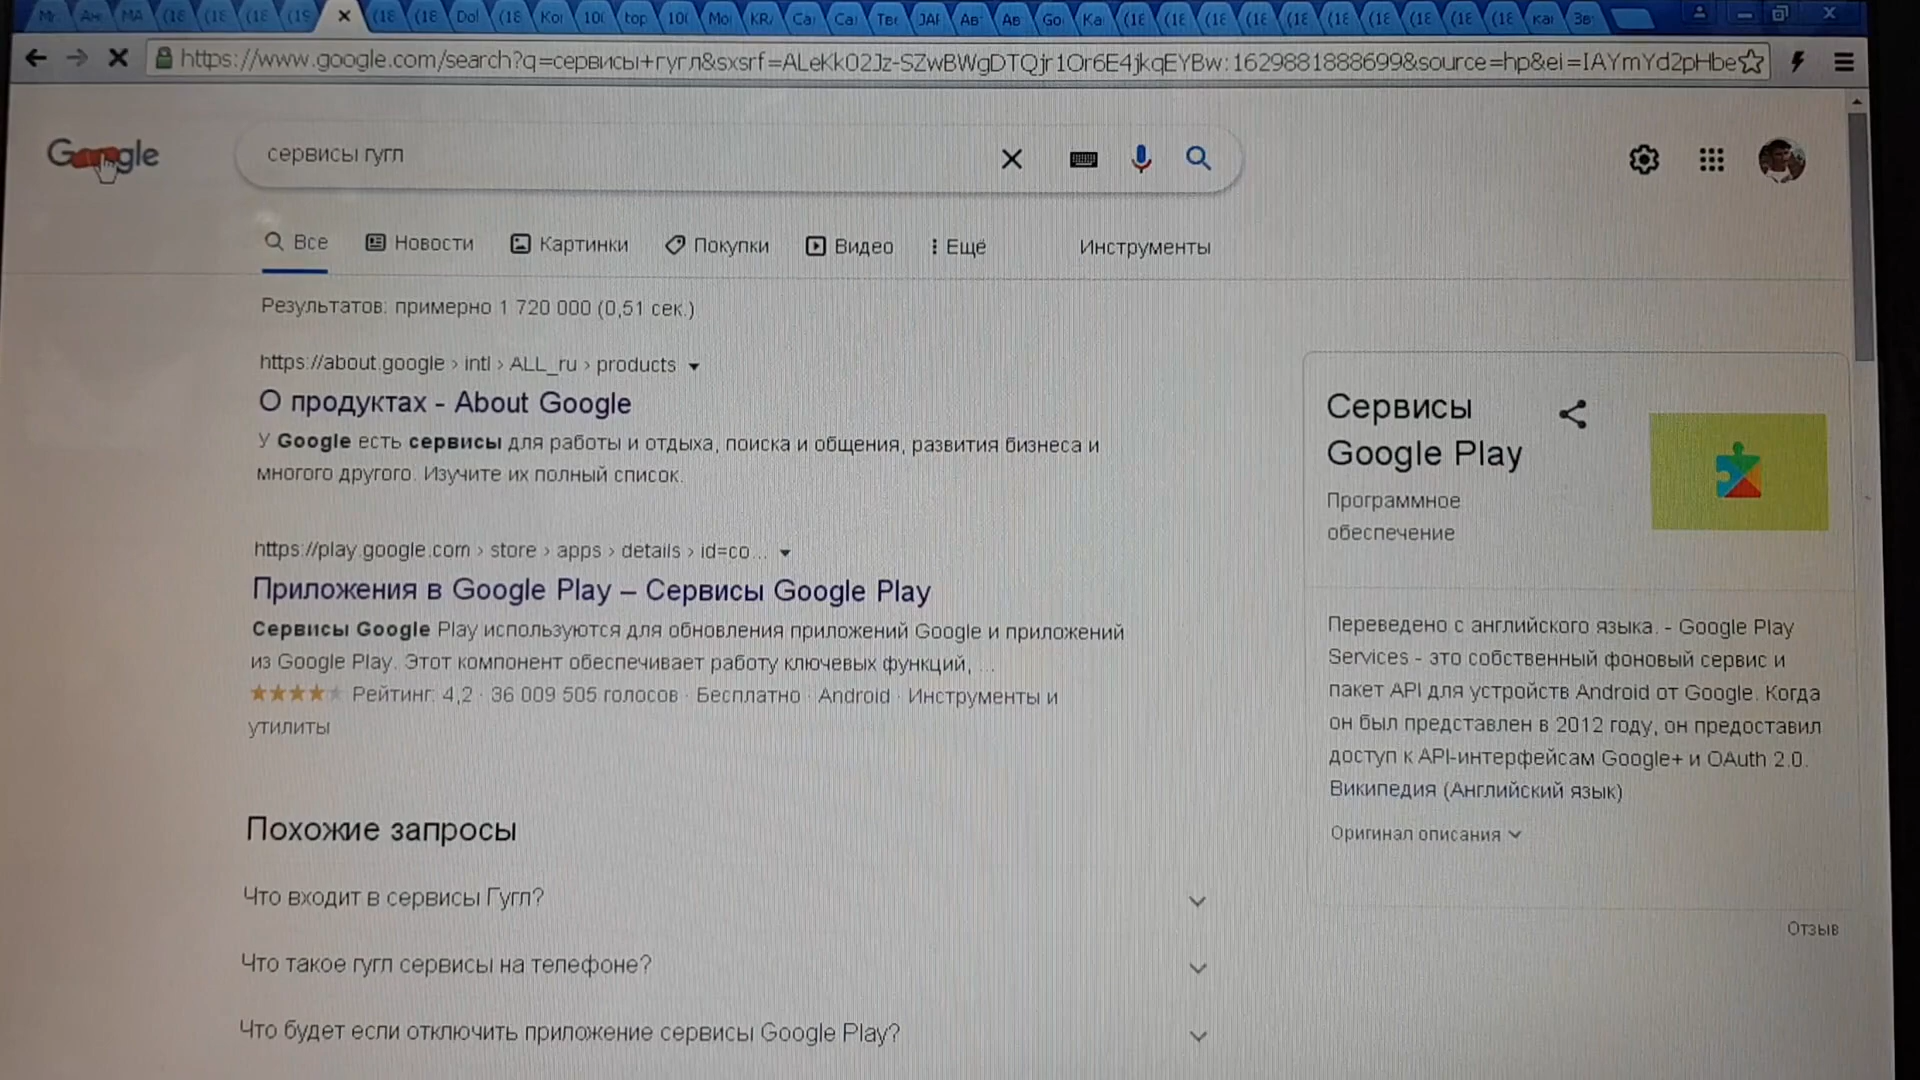 https://www.google.com/search?q=сервисы+гугл&sxsrf=ALeKk02Jz-SZwBWgDTQjr1Or6E4jkqEYBw:1629881888699&source=hp&ei=IAYmYd2pHbe
Google
сервисы гугл
Все Новости Картинки Покупки Видео Ещё Инструменты
Результатов: примерно 1 720 000 (0,51 сек.)
https://about.google › intl › ALL_ru › products
О продуктах - About Google
У Google есть сервисы для работы и отдыха, поиска и общения, развития бизнеса и
многого другого. Изучите их полный список.
https://play.google.com › store › apps › details › id=co...
Приложения в Google Play – Сервисы Google Play
Сервисы Google Play используются для обновления приложений Google и приложений
из Google Play. Этот компонент обеспечивает работу ключевых функций, ...
Рейтинг: 4,2 · 36 009 505 голосов · Бесплатно · Android · Инструменты и
утилиты
Похожие запросы
Что входит в сервисы Гугл?
Что такое гугл сервисы на телефоне?
Что будет если отключить приложение сервисы Google Play?
Сервисы
Google Play
Программное
обеспечение
Переведено с английского языка. - Google Play
Services - это собственный фоновый сервис и
пакет API для устройств Android от Google. Когда
он был представлен в 2012 году, он предоставил
доступ к API-интерфейсам Google+ и OAuth 2.0.
Википедия (Английский язык)
Оригинал описания
Отзыв